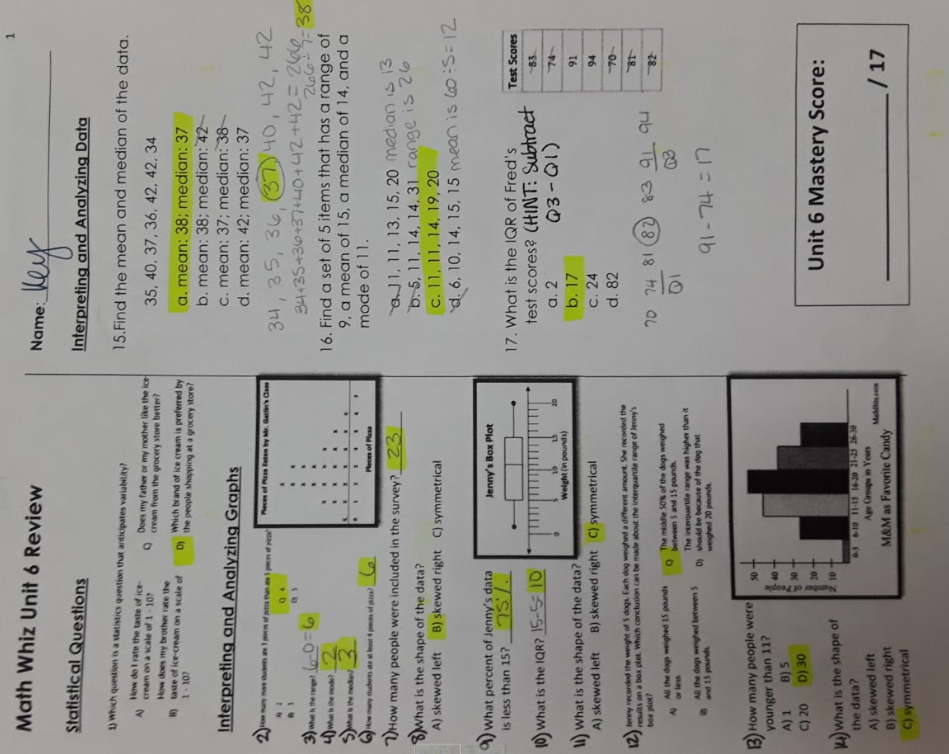 1
Math Whiz Unit 6 Review
Name: Key
Statistical Questions
1) Which question is a statistics question that anticipates variability?
A) How do I rate the taste of ice-
cream on a scale of 1 - 10?
B) How does my brother rate the
taste of ice-cream on a scale of
1 - 10?
C) Does my father or my mother like the ice-
cream from the grocery store better?
D) Which brand of ice cream is preferred by
the people shopping at a grocery store?
Interpreting and Analyzing Graphs
2) How many more students ate 3 pieces of pizza than ate 5 pieces of pizza?
A) 2
B) 3
C) 4
D) 5
Pieces of Pizza
3) What is the range? 6-0=6
4) What is the mode? 2
5) What is the median? 3
6) How many students ate at least 4 pieces of pizza? 6
7) How many people were included in the survey? 23
8) What is the shape of the data?
A) skewed left B) skewed right C) symmetrical
9) What percent of Jenny's data
is less than 15? 75%
10) What is the IQR? 15-5=10
Jenny's Box Plot
0 5 10 15 20
Weight (in pounds)
11) What is the shape of the data?
A) skewed left B) skewed right C) symmetrical
12) Jenny recorded the weight of 5 dogs. Each dog weighed a different amount. She recorded the
results on a box plot. Which conclusion can be made about the interquartile range of Jenny's
box plot?
A) All the dogs weighed 15 pounds
or less.
B) All the dogs weighed between 5
and 15 pounds.
C) The middle 50% of the dogs weighed
between 5 and 15 pounds.
D) The interquartile range was higher than it
should be because of the dog that
weighed 20 pounds.
13) How many people were
younger than 11?
A) 1 B) 5
C) 20 D) 30
14) What is the shape of
the data?
A) skewed left
B) skewed right
C) symmetrical
Number of People
50
40
30
20
10
0-5 6-10 11-15 16-20 21-25 26-30
Age Groups in Years
M&M as Favorite Candy
Interpreting and Analyzing Data
15.Find the mean and median of the data.
35, 40, 37, 36, 42, 42, 34
a. mean: 38; median: 37
b. mean: 38; median: 42
c. mean: 37; median: 38
d. mean: 42; median: 37
34, 35, 36, 37, 40, 42, 42
34+35+36+37+40+42+42=266
266÷7=38
16. Find a set of 5 items that has a range of
9, a mean of 15, a median of 14, and a
mode of 11.
a. 11, 11, 13, 15, 20 median is 13
b. 5, 11, 14, 14, 31 range is 26
c. 11, 11, 14, 19, 20
d. 6, 10, 14, 15, 15 mean is 60÷5=12
17. What is the IQR of Fred's
test scores? (HINT: Subtract
Q3 - Q1)
a. 2
b. 17
c. 24
d. 82
Test Scores
83
74
91
94
70
81
82
70 74 81 82 83 91 94
Q1 Q3
91-74=17
Unit 6 Mastery Score:
/ 17